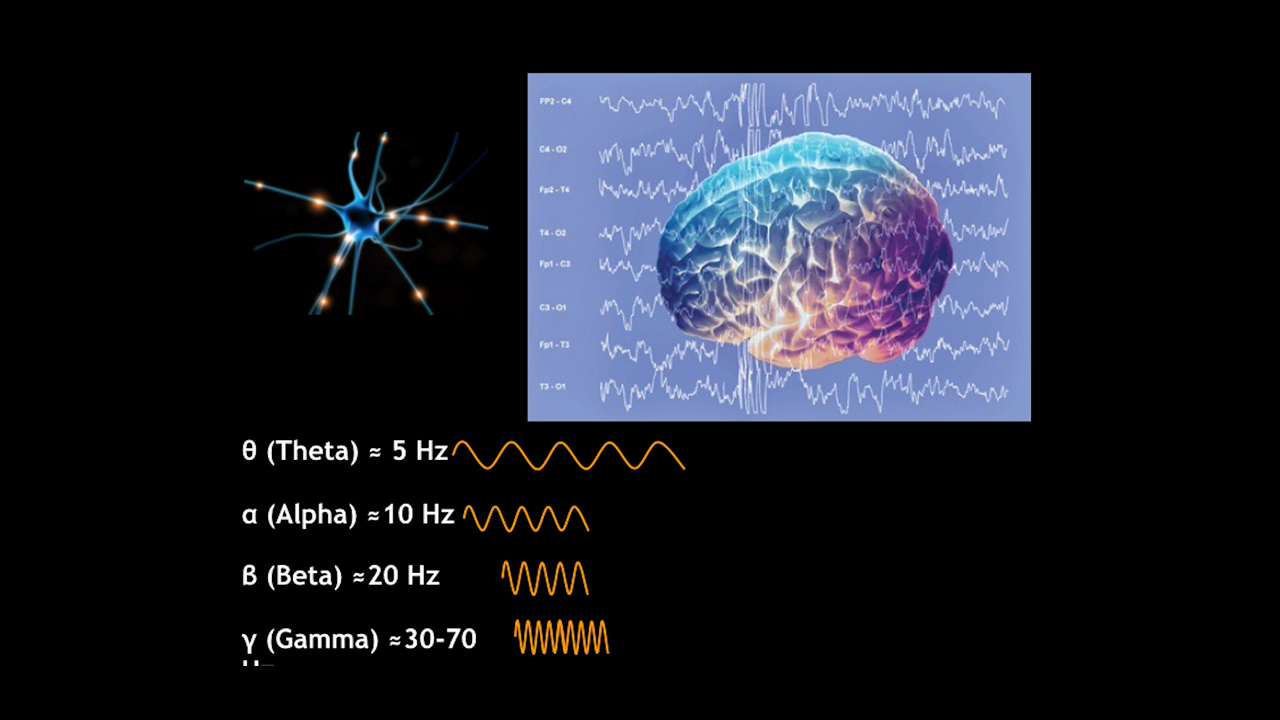 FP2 - C4
C4 - O2
Fp2 - T4
T4 - O2
Fp1 - C3
C3 - O1
Fp1 - T3
T3 - O1
θ (Theta) ≈ 5 Hz
α (Alpha) ≈10 Hz
β (Beta) ≈20 Hz
γ (Gamma) ≈30-70
Hz